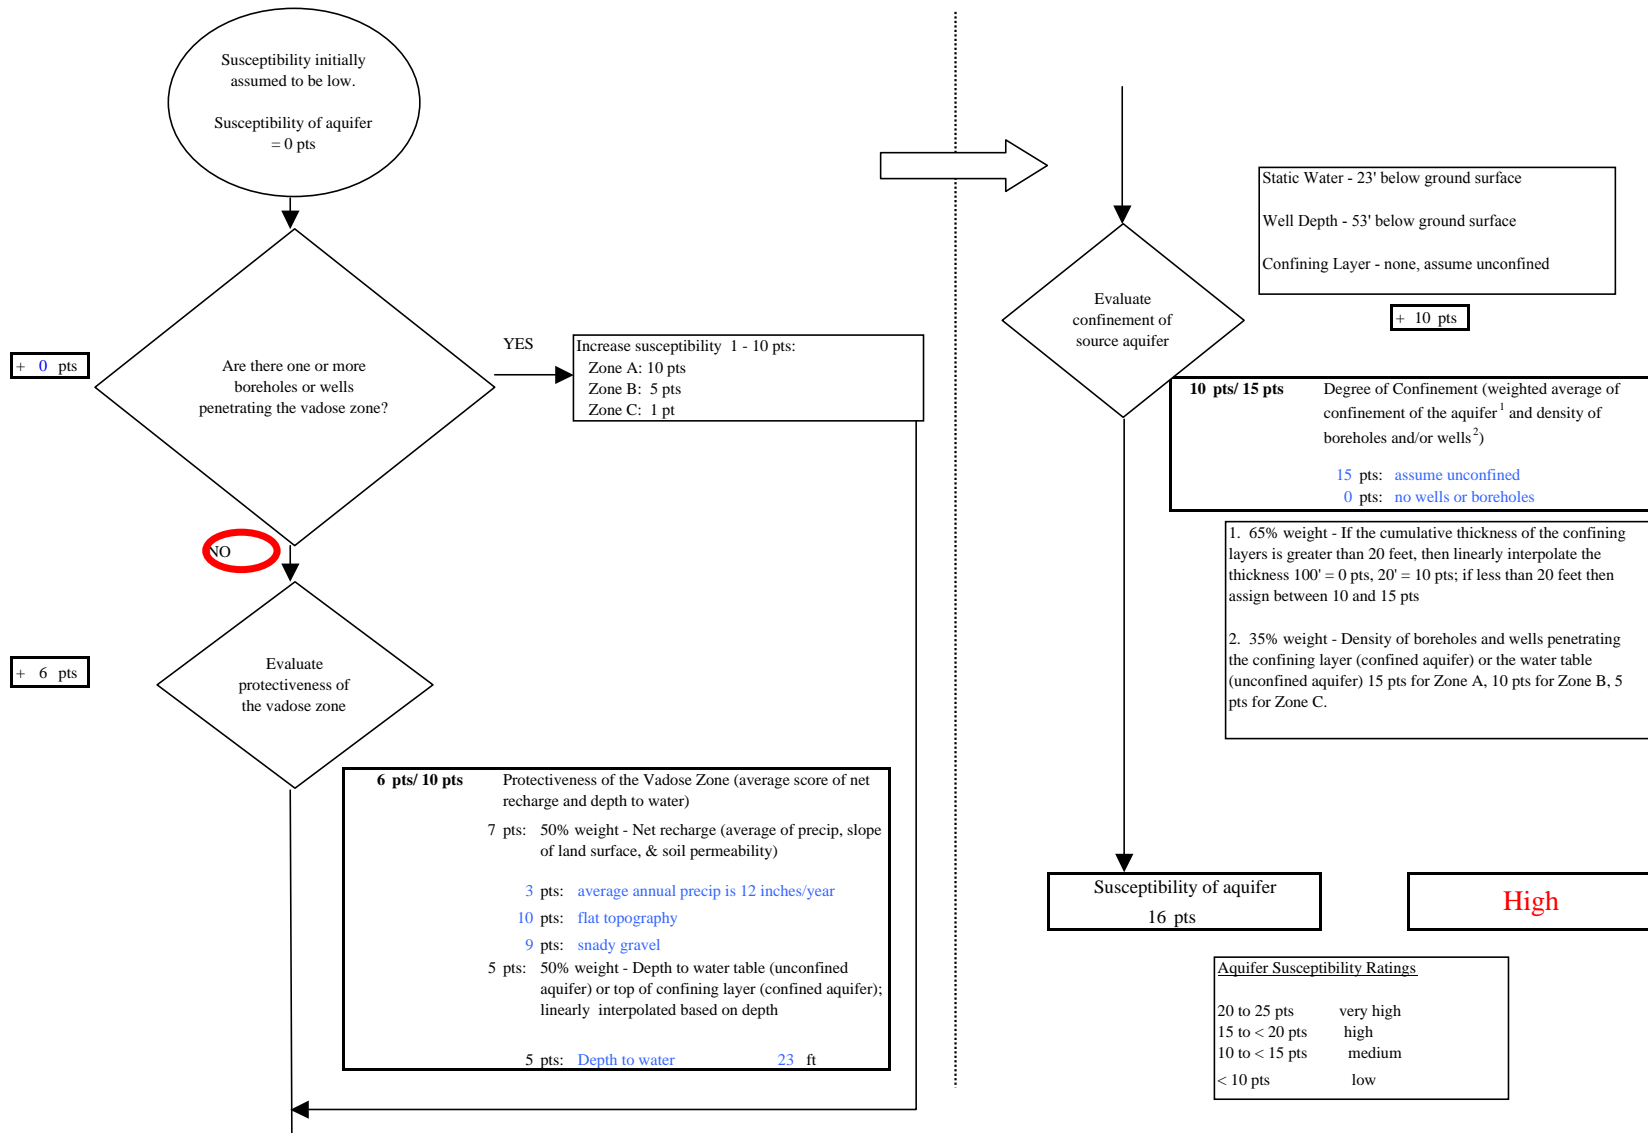 Susceptibility initially
assumed to be low.
Susceptibility of aquifer
= 0 pts
+ 0 pts
Are there one or more
boreholes or wells
penetrating the vadose zone?
YES
Increase susceptibility 1 - 10 pts:
Zone A: 10 pts
Zone B: 5 pts
Zone C: 1 pt
NO
+ 6 pts
Evaluate
protectiveness of
the vadose zone
6 pts/ 10 pts Protectiveness of the Vadose Zone (average score of net
recharge and depth to water)
7 pts: 50% weight - Net recharge (average of precip, slope
of land surface, & soil permeability)
3 pts: average annual precip is 12 inches/year
10 pts: flat topography
9 pts: snady gravel
5 pts: 50% weight - Depth to water table (unconfined
aquifer) or top of confining layer (confined aquifer);
linearly interpolated based on depth
5 pts: Depth to water 23 ft
Static Water - 23' below ground surface
Well Depth - 53' below ground surface
Confining Layer - none, assume unconfined
Evaluate
confinement of
source aquifer
+ 10 pts
10 pts/ 15 pts Degree of Confinement (weighted average of
confinement of the aquifer 1 and density of
boreholes and/or wells 2)
15 pts: assume unconfined
0 pts: no wells or boreholes
1. 65% weight - If the cumulative thickness of the confining
layers is greater than 20 feet, then linearly interpolate the
thickness 100' = 0 pts, 20' = 10 pts; if less than 20 feet then
assign between 10 and 15 pts
2. 35% weight - Density of boreholes and wells penetrating
the confining layer (confined aquifer) or the water table
(unconfined aquifer) 15 pts for Zone A, 10 pts for Zone B, 5
pts for Zone C.
Susceptibility of aquifer
16 pts
High
Aquifer Susceptibility Ratings
20 to 25 pts very high
15 to < 20 pts high
10 to < 15 pts medium
< 10 pts low